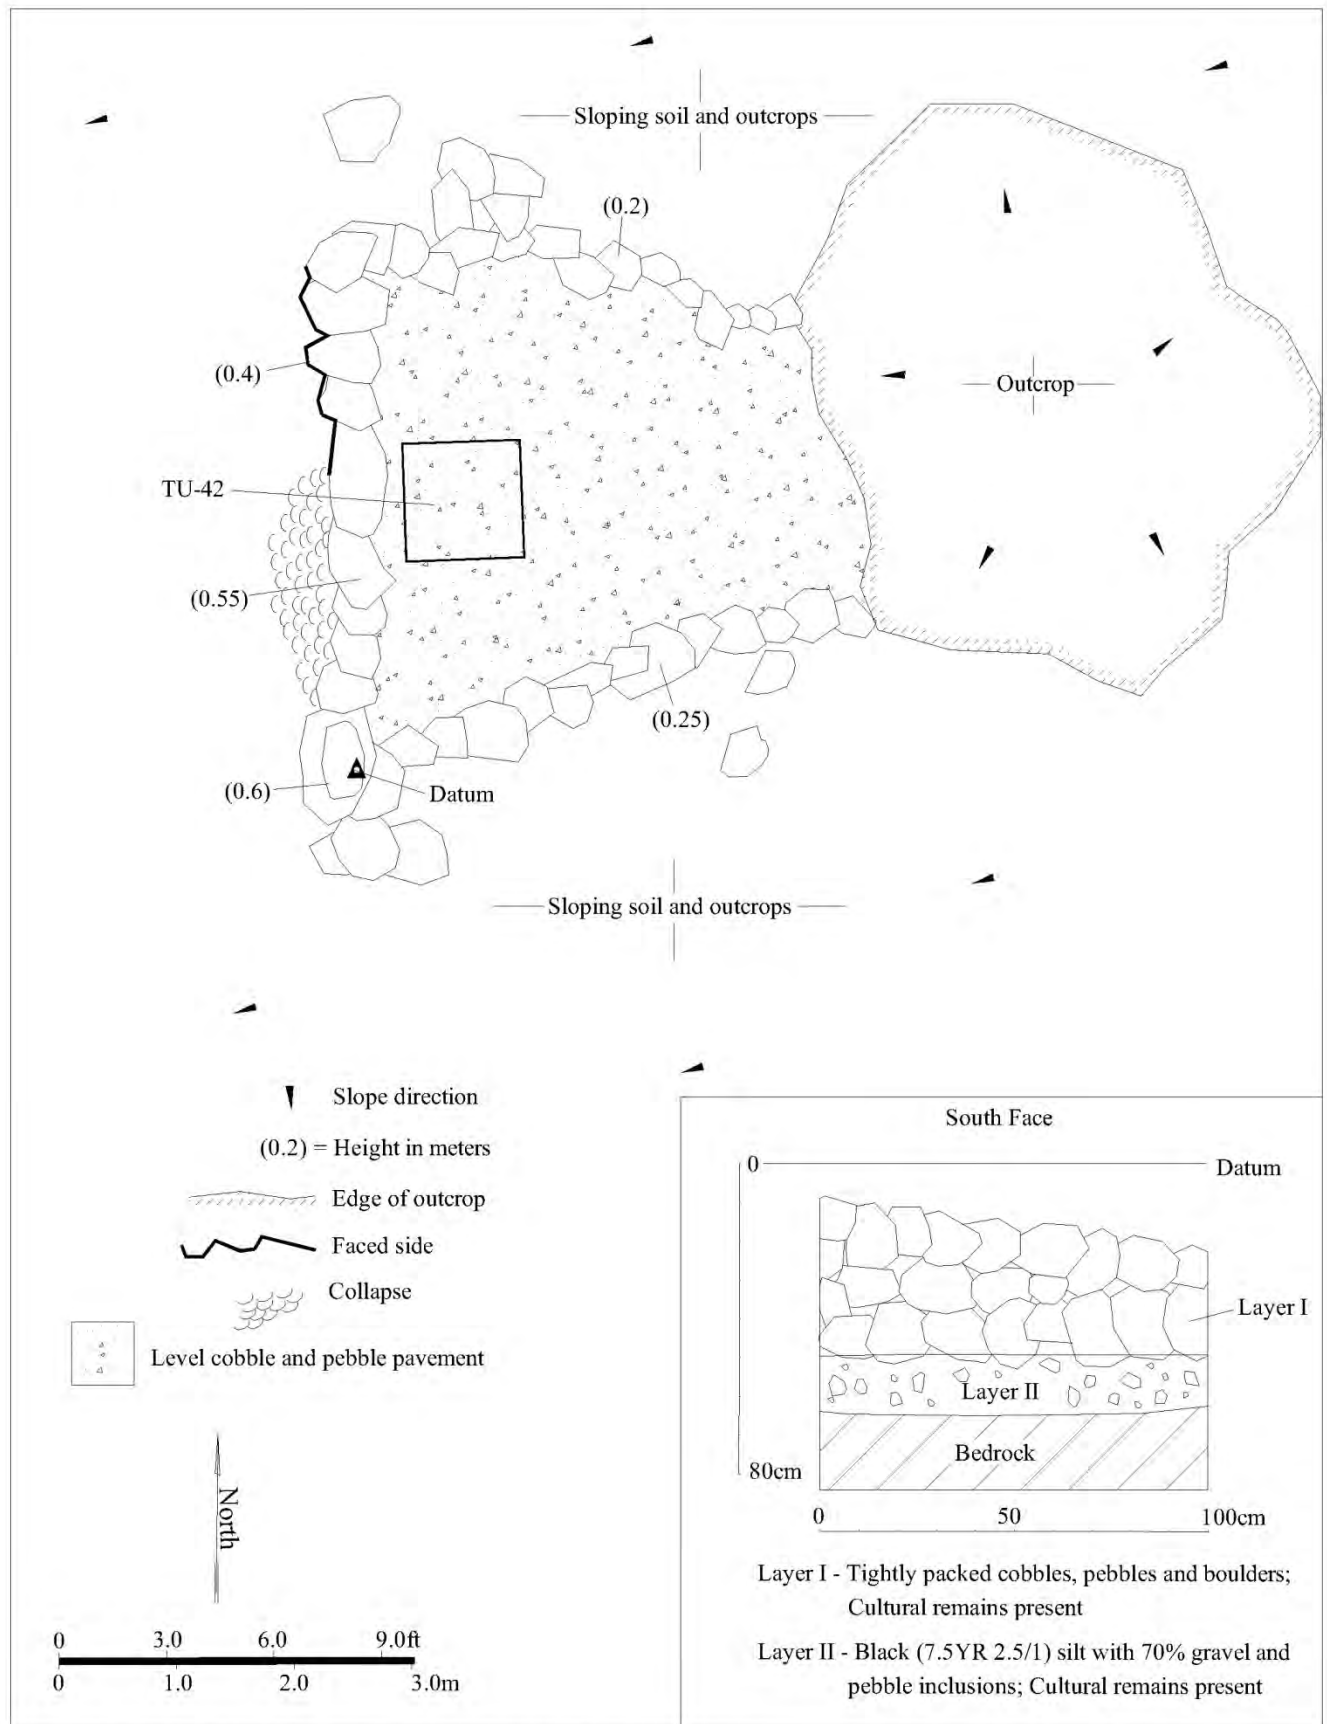 Sloping soil and outcrops
(0.2)
(0.4)
Outcrop
TU-42
(0.55)
(0.25)
(0.6)
Datum
Sloping soil and outcrops
Slope direction
(0.2) = Height in meters
Edge of outcrop
Faced side
Collapse
Level cobble and pebble pavement
North
0 3.0 6.0 9.0ft
0 1.0 2.0 3.0m
South Face
0
Datum
Layer I
Layer II
Bedrock
80cm
0 50 100cm
Layer I - Tightly packed cobbles, pebbles and boulders;
Cultural remains present
Layer II - Black (7.5YR 2.5/1) silt with 70% gravel and
pebble inclusions; Cultural remains present